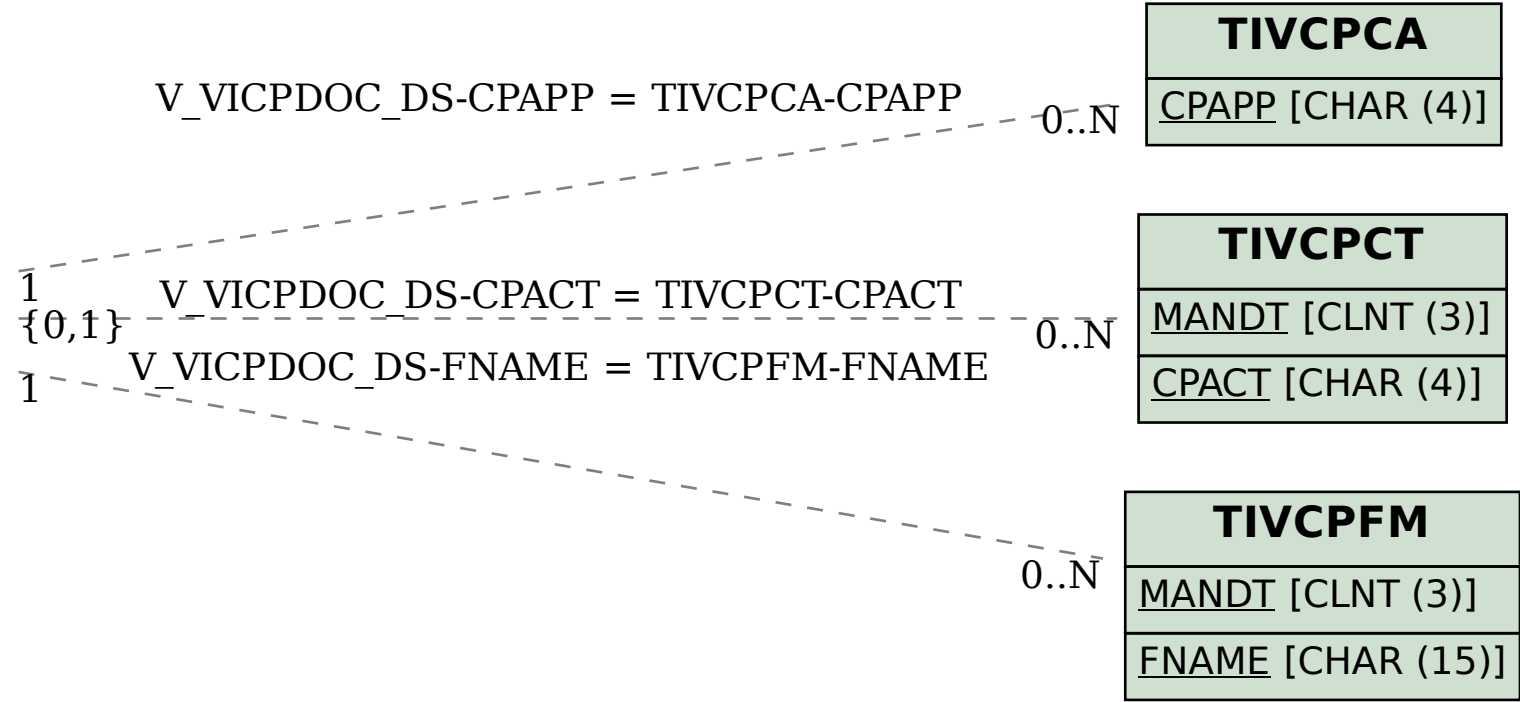 TIVCPCA
V_VICPDOC_DS-CPAPP = TIVCPCA-CPAPP
0..N
CPAPP [CHAR (4)]
TIVCPCT
1
V_VICPDOC_DS-CPACT = TIVCPCT-CPACT
{0,1}
0..N
MANDT [CLNT (3)]
CPACT [CHAR (4)]
V_VICPDOC_DS-FNAME = TIVCPFM-FNAME
1
TIVCPFM
0..N
MANDT [CLNT (3)]
FNAME [CHAR (15)]